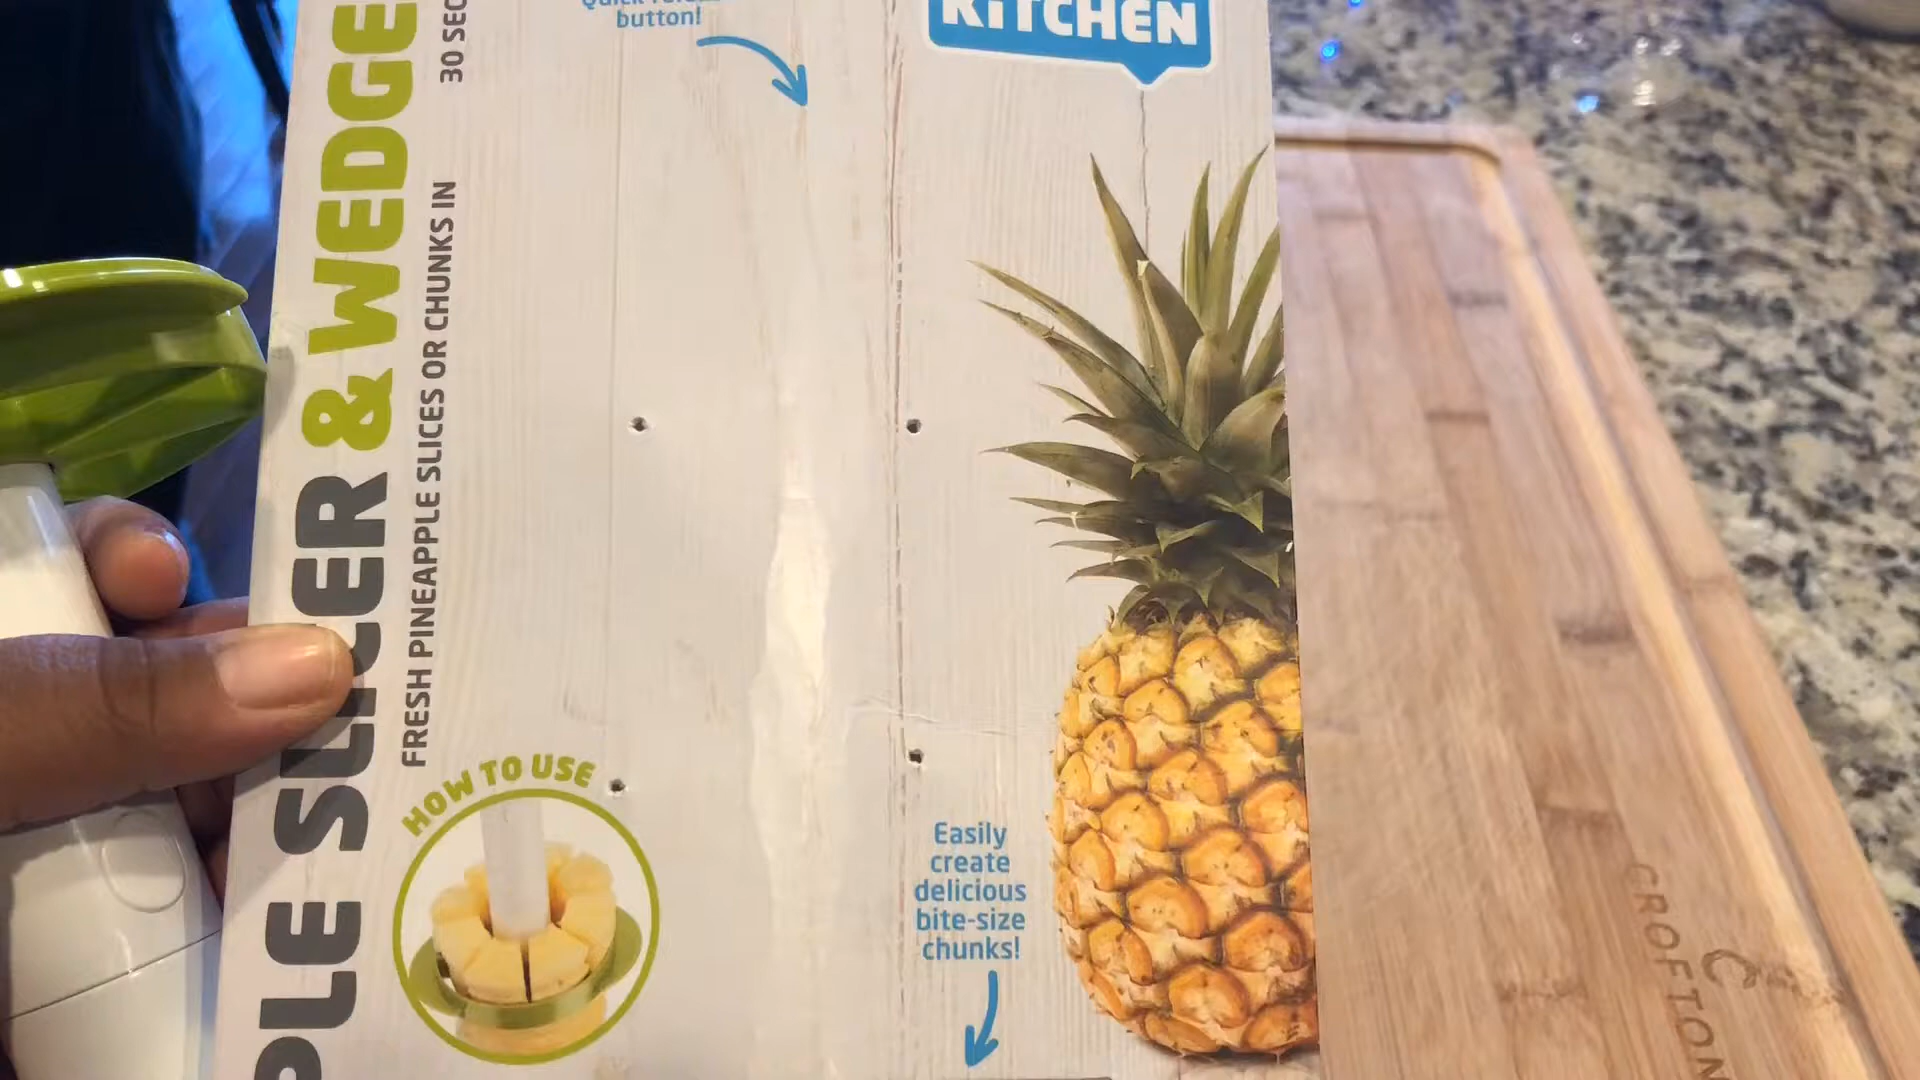 button!
KITCHEN
PLE SLICER & WEDGE
FRESH PINEAPPLE SLICES OR CHUNKS IN
30 SEC
HOW TO USE
Easily
create
delicious
bite-size
chunks!
CROFTON